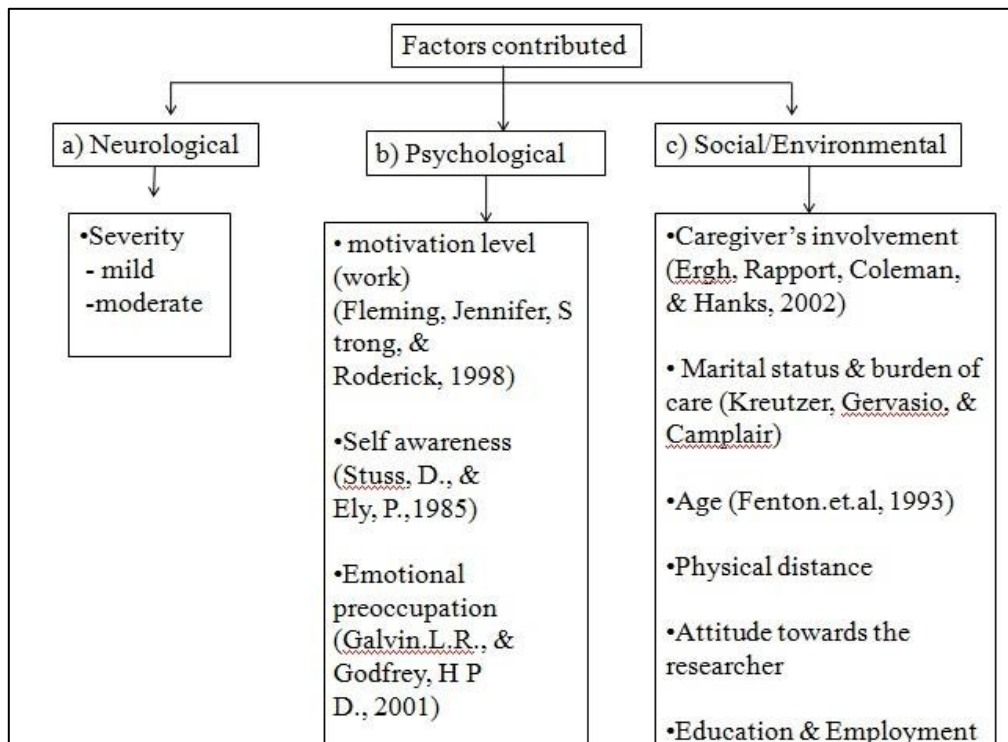 Factors contributed
a) Neurological
b) Psychological
c) Social/Environmental
•Severity
- mild
-moderate
• motivation level
(work)
(Fleming, Jennifer, S
trong, &
Roderick, 1998)
•Self awareness
(Stuss, D., &
Ely, P.,1985)
•Emotional
preoccupation
(Galvin.L.R., &
Godfrey, H P
D., 2001)
•Caregiver’s involvement
(Ergh, Rapport, Coleman,
& Hanks, 2002)
• Marital status & burden of
care (Kreutzer, Gervasio, &
Camplair)
•Age (Fenton.et.al, 1993)
•Physical distance
•Attitude towards the
researcher
•Education & Employment